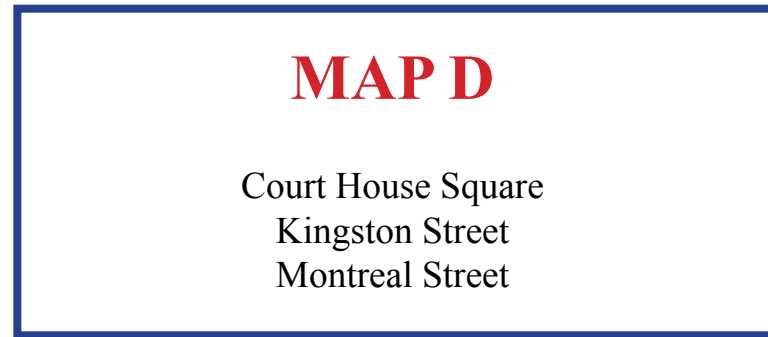 MAP D
Court House Square
Kingston Street
Montreal Street